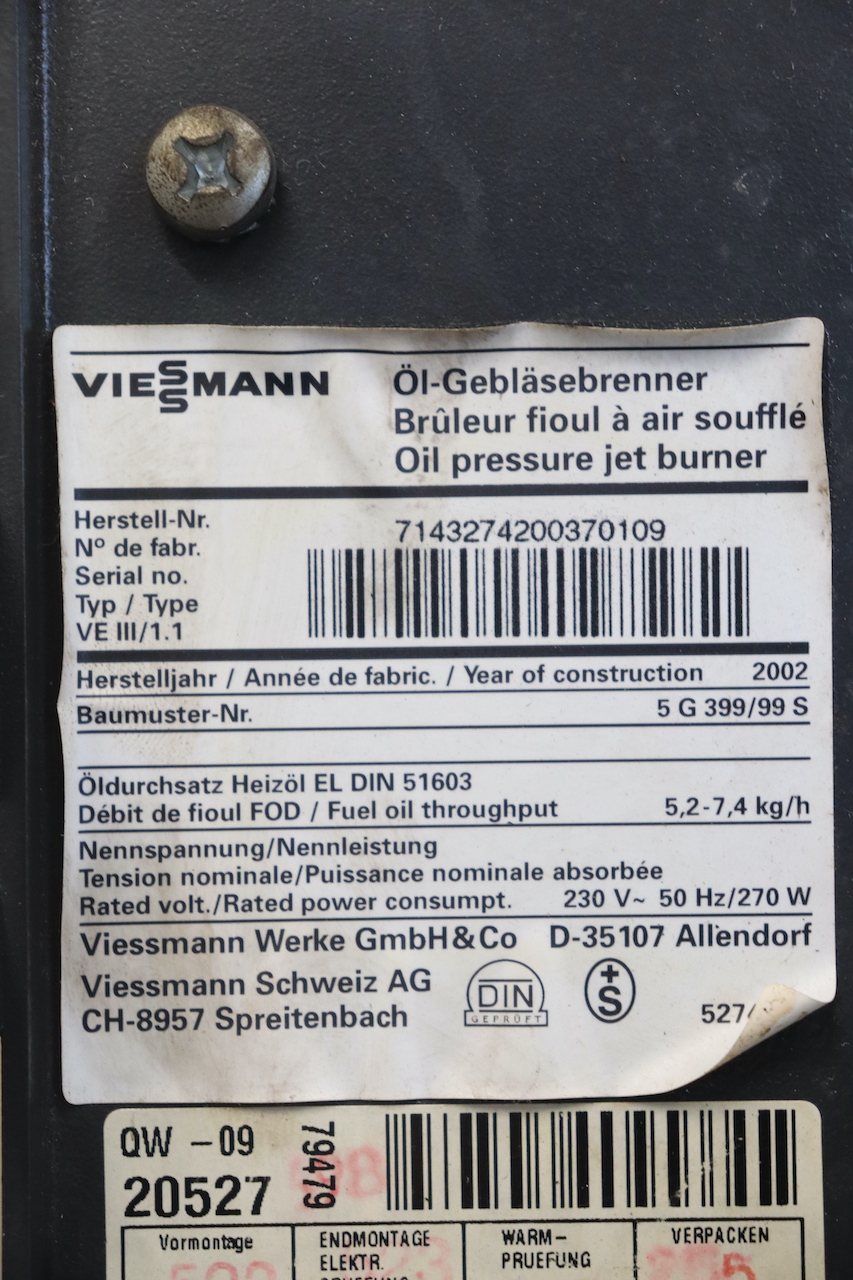 VIESSMANN
Öl-Gebläsebrenner
Brûleur fioul à air soufflé
Oil pressure jet burner
Herstell-Nr.
Nº de fabr.
Serial no.
Typ / Type
VE III/1.1
7143274200370109
Herstelljahr / Année de fabric. / Year of construction 2002
Baumuster-Nr. 5 G 399/99 S
Öldurchsatz Heizöl EL DIN 51603
Débit de fioul FOD / Fuel oil throughput 5,2-7,4 kg/h
Nennspannung/Nennleistung
Tension nominale/Puissance nominale absorbée
Rated volt./Rated power consumpt. 230 V~ 50 Hz/270 W
Viessmann Werke GmbH&Co D-35107 Allendorf
Viessmann Schweiz AG
CH-8957 Spreitenbach
DIN
GEPRÜFT
+
S
QW -09
20527
79479
Vormontage
ENDMONTAGE
ELEKTR.
WARM-
PRUEFUNG
VERPACKEN